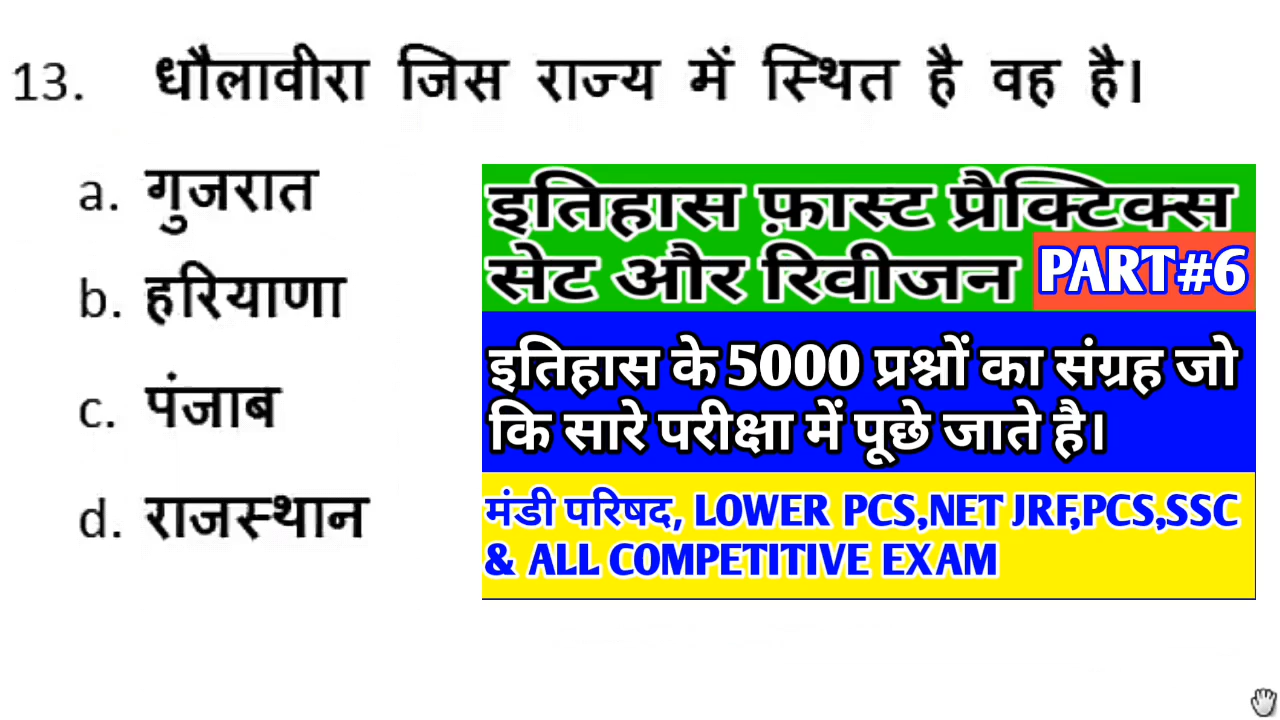 13. धौलावीरा जिस राज्य में स्थित है वह है।
a. गुजरात
b. हरियाणा
c. पंजाब
d. राजस्थान
इतिहास फ़ास्ट प्रैक्टिक्स
सेट और रिवीजन PART#6
इतिहास के 5000 प्रश्नों का संग्रह जो
कि सारे परीक्षा में पूछे जाते है।
मंडी परिषद, LOWER PCS,NET JRF,PCS,SSC
& ALL COMPETITIVE EXAM